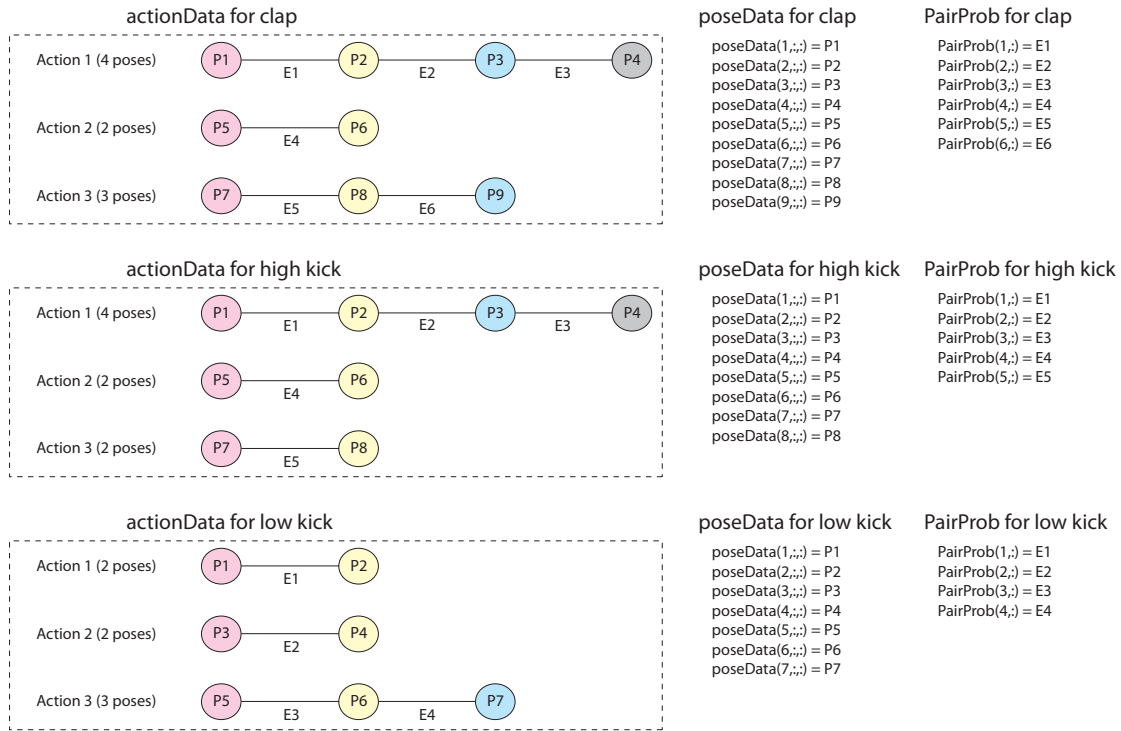 actionData for clap
Action 1 (4 poses)
P1
E1
P2
E2
P3
E3
P4
Action 2 (2 poses)
P5
E4
P6
Action 3 (3 poses)
P7
E5
P8
E6
P9
poseData for clap
poseData(1,:,:) = P1
poseData(2,:,:) = P2
poseData(3,:,:) = P3
poseData(4,:,:) = P4
poseData(5,:,:) = P5
poseData(6,:,:) = P6
poseData(7,:,:) = P7
poseData(8,:,:) = P8
poseData(9,:,:) = P9
PairProb for clap
PairProb(1,:) = E1
PairProb(2,:) = E2
PairProb(3,:) = E3
PairProb(4,:) = E4
PairProb(5,:) = E5
PairProb(6,:) = E6
actionData for high kick
Action 1 (4 poses)
P1
E1
P2
E2
P3
E3
P4
Action 2 (2 poses)
P5
E4
P6
Action 3 (2 poses)
P7
E5
P8
poseData for high kick
poseData(1,:,:) = P1
poseData(2,:,:) = P2
poseData(3,:,:) = P3
poseData(4,:,:) = P4
poseData(5,:,:) = P5
poseData(6,:,:) = P6
poseData(7,:,:) = P7
poseData(8,:,:) = P8
PairProb for high kick
PairProb(1,:) = E1
PairProb(2,:) = E2
PairProb(3,:) = E3
PairProb(4,:) = E4
PairProb(5,:) = E5
actionData for low kick
Action 1 (2 poses)
P1
E1
P2
Action 2 (2 poses)
P3
E2
P4
Action 3 (3 poses)
P5
E3
P6
E4
P7
poseData for low kick
poseData(1,:,:) = P1
poseData(2,:,:) = P2
poseData(3,:,:) = P3
poseData(4,:,:) = P4
poseData(5,:,:) = P5
poseData(6,:,:) = P6
poseData(7,:,:) = P7
PairProb for low kick
PairProb(1,:) = E1
PairProb(2,:) = E2
PairProb(3,:) = E3
PairProb(4,:) = E4